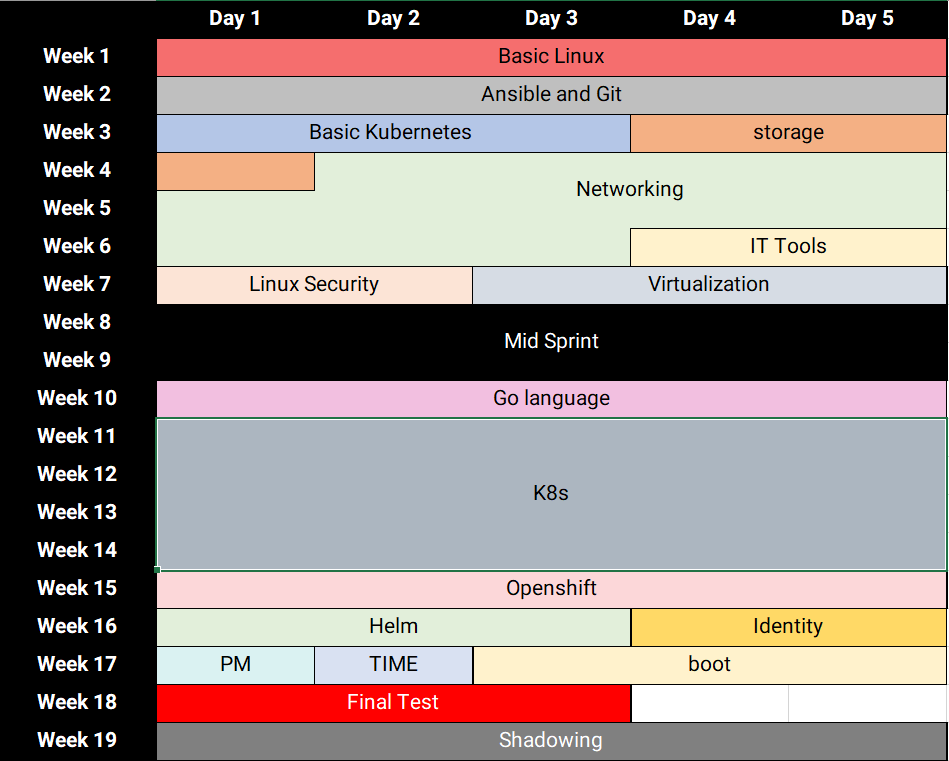 Day 1 Day 2 Day 3 Day 4 Day 5
Week 1 Basic Linux
Week 2 Ansible and Git
Week 3 Basic Kubernetes storage
Week 4
Networking
Week 5
Week 6 IT Tools
Week 7 Linux Security Virtualization
Week 8
Mid Sprint
Week 9
Week 10 Go language
Week 11
Week 12
K8s
Week 13
Week 14
Week 15 Openshift
Week 16 Helm Identity
Week 17 PM TIME boot
Week 18 Final Test
Week 19 Shadowing